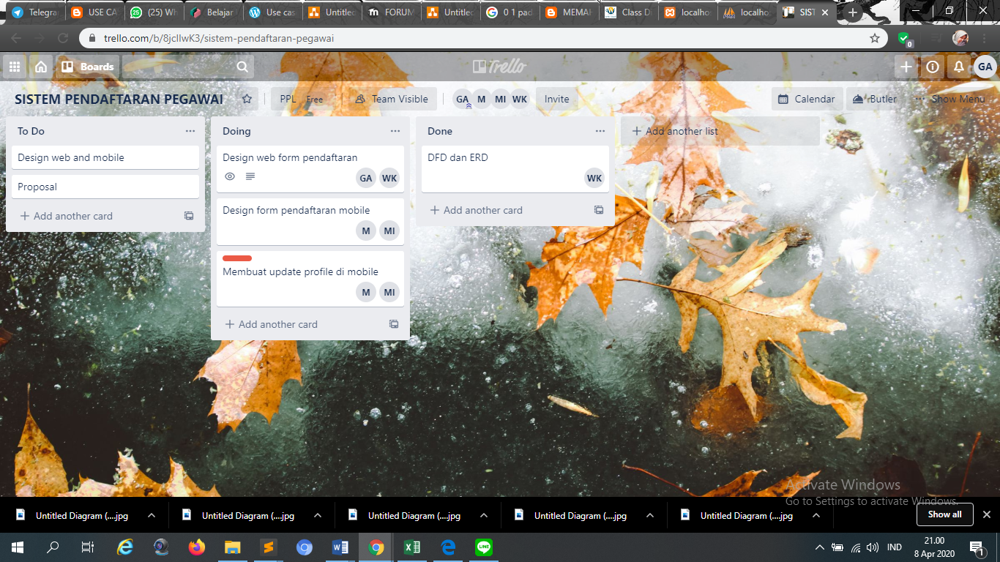 Telegra
USE CA
(25) Wh
Belajar
Use cas
Untitled
FORUM
Untitled
0 1 pad
MEMAH
Class Di
localho
localho
SIST
trello.com/b/8jcIlwK3/sistem-pendaftaran-pegawai
0
Boards
Trello
GA
SISTEM PENDAFTARAN PEGAWAI
PPL Free
Team Visible
GA M MI WK
Invite
Calendar
Butler
Show Menu
To Do
Design web and mobile
Proposal
Add another card
Doing
Design web form pendaftaran
GA WK
Design form pendaftaran mobile
M MI
Membuat update profile di mobile
M MI
Add another card
Done
DFD dan ERD
WK
Add another card
Add another list
Activate Windows
Go to Settings to activate Windows.
Untitled Diagram (....jpg
Untitled Diagram (....jpg
Untitled Diagram (....jpg
Untitled Diagram (....jpg
Untitled Diagram (....jpg
Show all
IND
21.00
8 Apr 2020
1